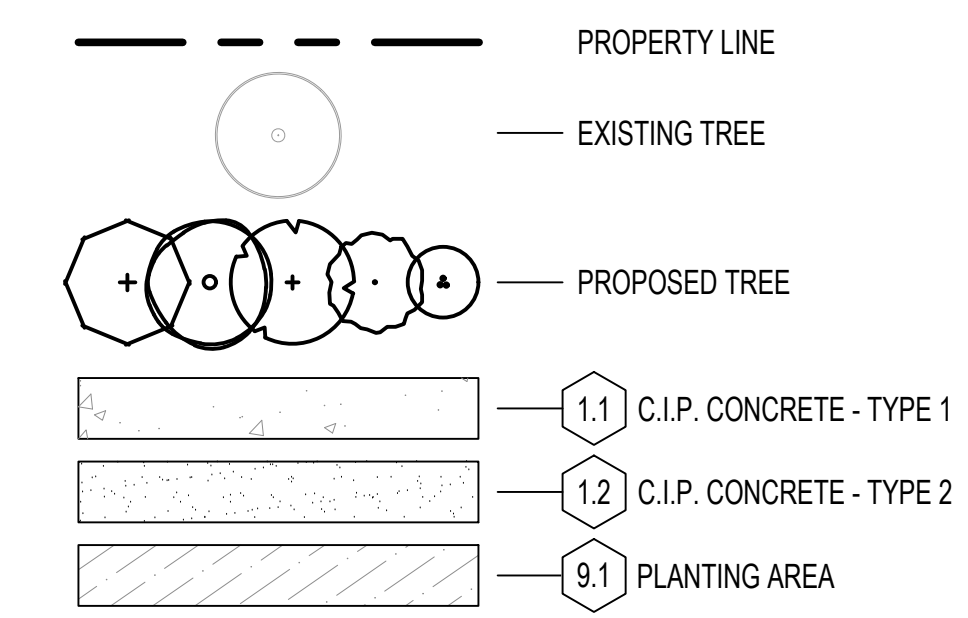 PROPERTY LINE
EXISTING TREE
PROPOSED TREE
1.1 C.I.P. CONCRETE - TYPE 1
1.2 C.I.P. CONCRETE - TYPE 2
9.1 PLANTING AREA